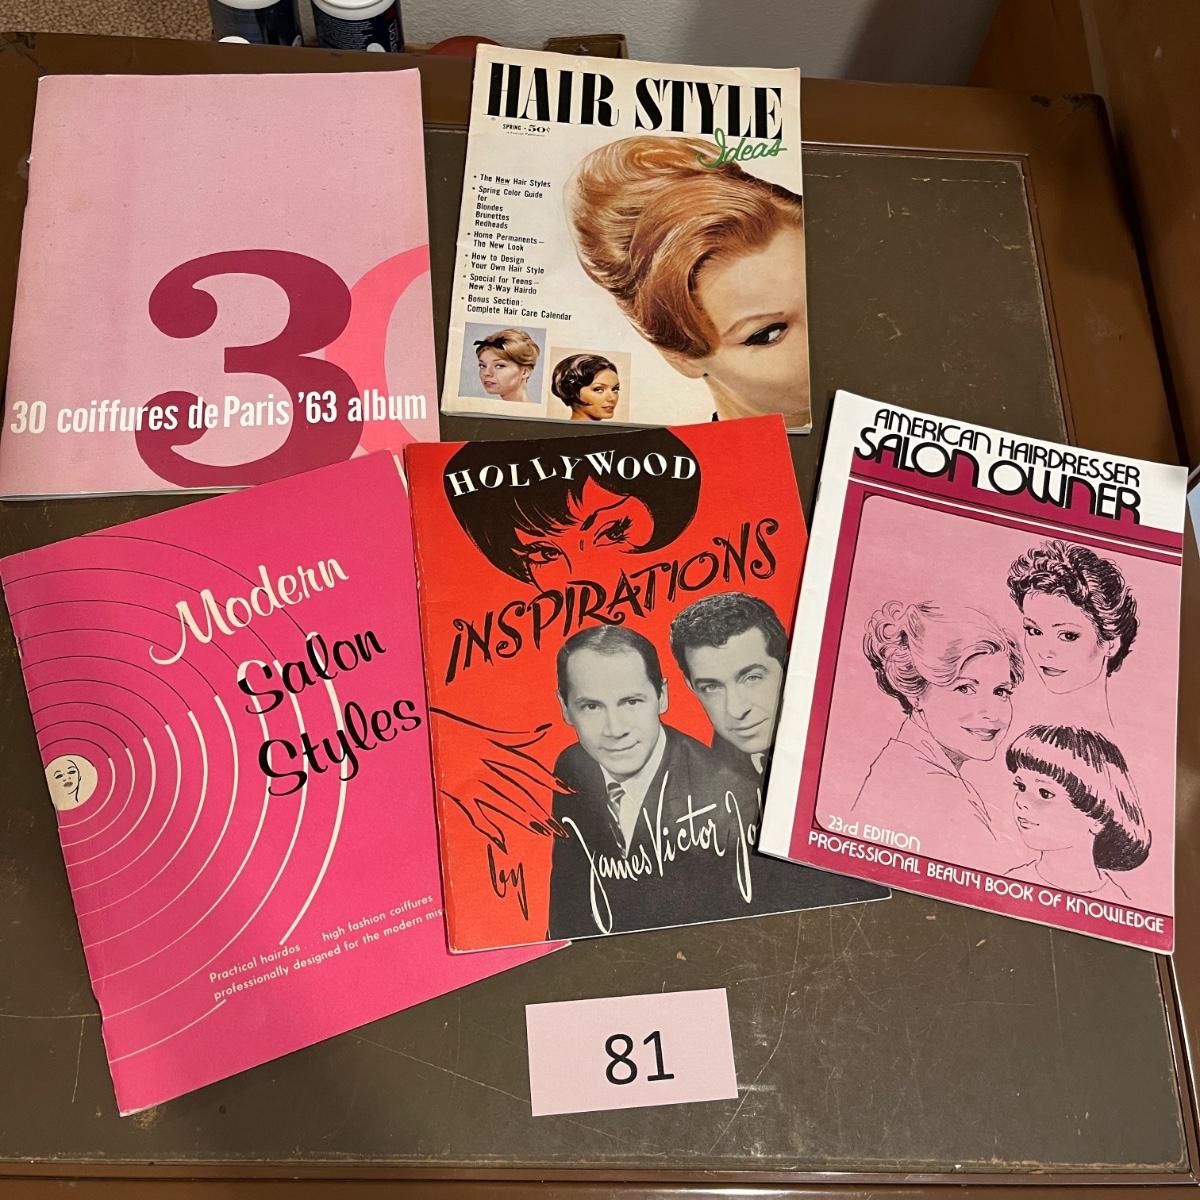 30 coiffures de Paris '63 album
HAIR STYLE
Ideas
SPRING - 50¢
• The New Hair Styles
• Spring Color Guide
for
Blondes
Brunettes
Redheads
• Home Permanents—
The New Look
• How to Design
Your Own Hair Style
• Special for Teens—
New 3-Way Hairdo
• Bonus Section:
Complete Hair Care Calendar
Modern
Salon
Styles
Practical hairdos . . . high fashion coiffures
professionally designed for the modern
HOLLYWOOD
INSPIRATIONS
by
James Victor
AMERICAN HAIRDRESSER
SALON OWNER
23rd EDITION
PROFESSIONAL BEAUTY BOOK OF KNOWLEDGE
81